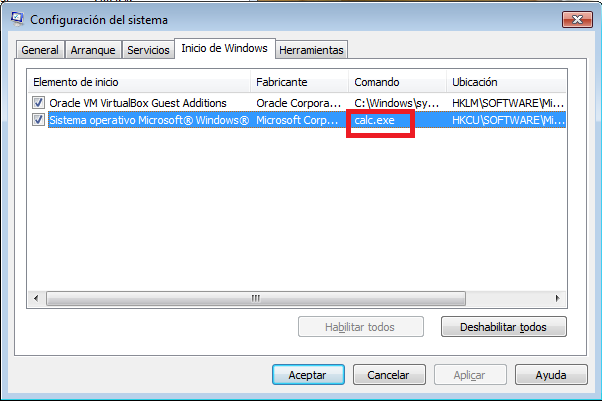 Configuración del sistema
General Arranque Servicios Inicio de Windows Herramientas
Elemento de inicio Fabricante Comando Ubicación
Oracle VM VirtualBox Guest Additions Oracle Corpora... C:\Windows\sy... HKLM\SOFTWARE\Mi...
Sistema operativo Microsoft® Windows® Microsoft Corp... calc.exe HKCU\SOFTWARE\Mi...
Habilitar todos Deshabilitar todos
Aceptar Cancelar Aplicar Ayuda